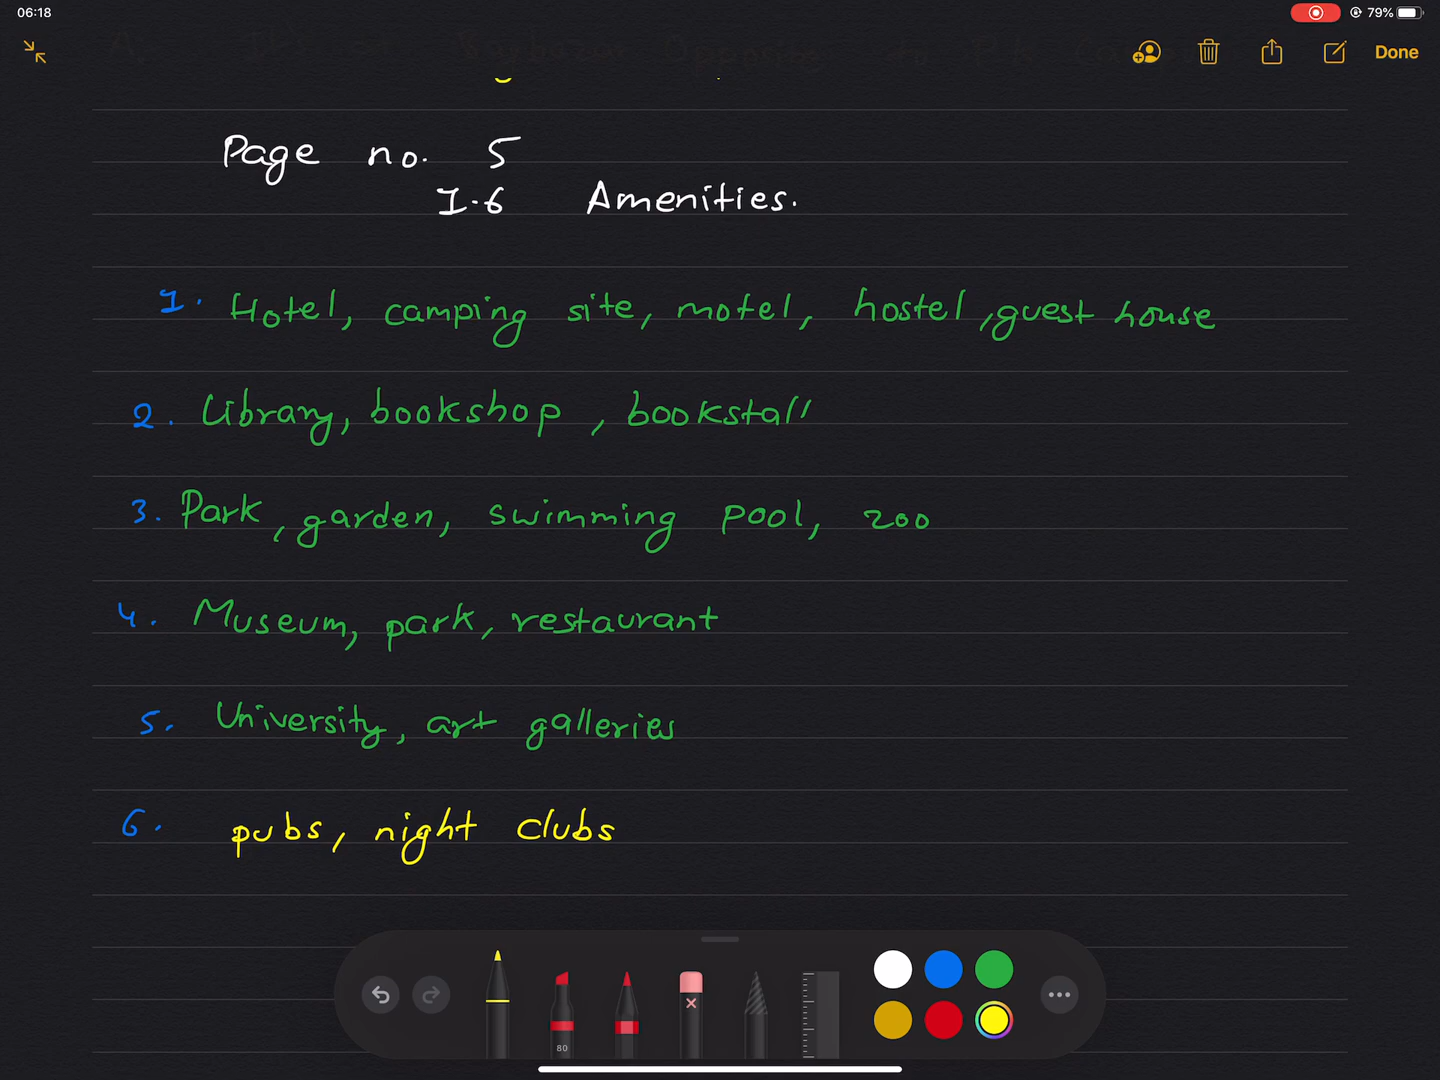 06:18
79%
Done
Page no. 5
I.6 Amenities.
1. Hotel, camping site, motel, hostel, guest house
2. Library, bookshop, bookstall
3. Park, garden, swimming pool, zoo
4. Museum, park, restaurant
5. University, art galleries
6. pubs, night clubs
80